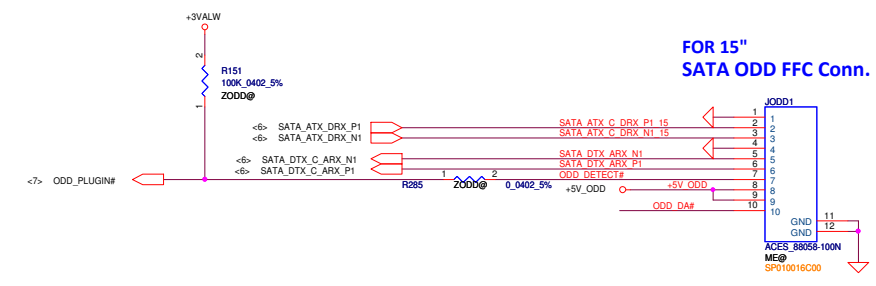 +3VALW
FOR 15"
SATA ODD FFC Conn.
2
R151
100K_0402_5%
ZODD@
1
JODD1
<6> SATA_ATX_DRX_P1
<6> SATA_ATX_DRX_N1
SATA_ATX_C_DRX_P1_15
SATA_ATX_C_DRX_N1_15
<6> SATA_DTX_C_ARX_N1
<6> SATA_DTX_C_ARX_P1
SATA_DTX_ARX_N1
SATA_DTX_ARX_P1
<7> ODD_PLUGIN#
1
2
R285
ZODD@
0_0402_5%
ODD_DETECT#
+5V_ODD
+5V_ODD
ODD_DA#
1 1
2 2
3 3
4 4
5 5
6 6
7 7
8 8
9 9
10 10
GND 11
GND 12
ACES_88058-100N
ME@
SP010016C00